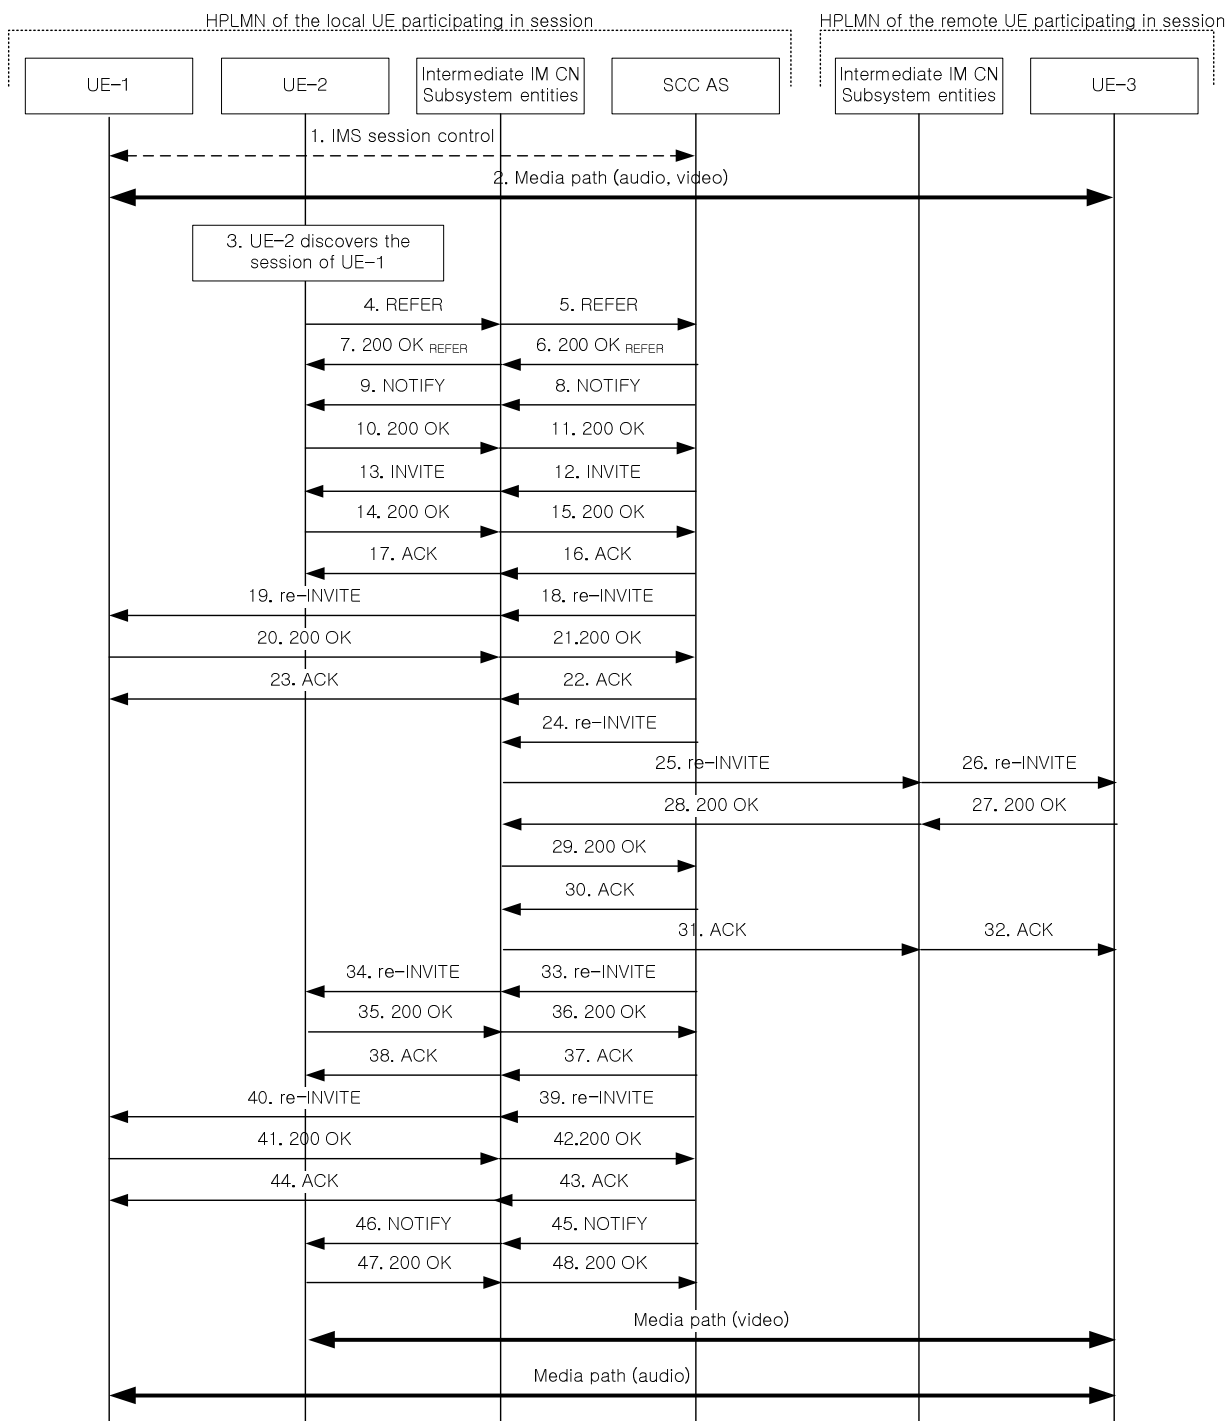 HPLMN of the local UE participating in session
HPLMN of the remote UE participating in session
UE-1
UE-2
Intermediate IM CN
Subsystem entities
SCC AS
Intermediate IM CN
Subsystem entities
UE-3
1. IMS session control
2. Media path (audio, video)
3. UE-2 discovers the
session of UE-1
4. REFER
5. REFER
7. 200 OK REFER
6. 200 OK REFER
9. NOTIFY
8. NOTIFY
10. 200 OK
11. 200 OK
13. INVITE
12. INVITE
14. 200 OK
15. 200 OK
17. ACK
16. ACK
19. re-INVITE
18. re-INVITE
20. 200 OK
21.200 OK
23. ACK
22. ACK
24. re-INVITE
25. re-INVITE
26. re-INVITE
28. 200 OK
27. 200 OK
29. 200 OK
30. ACK
31. ACK
32. ACK
34. re-INVITE
33. re-INVITE
35. 200 OK
36. 200 OK
38. ACK
37. ACK
40. re-INVITE
39. re-INVITE
41. 200 OK
42.200 OK
44. ACK
43. ACK
46. NOTIFY
45. NOTIFY
47. 200 OK
48. 200 OK
Media path (video)
Media path (audio)